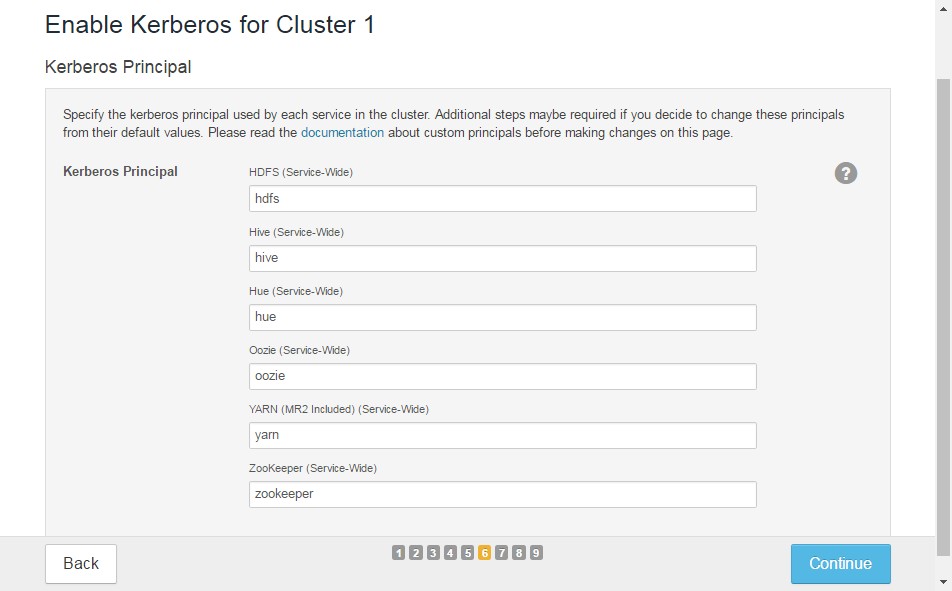 Enable Kerberos for Cluster 1
Kerberos Principal
Specify the kerberos principal used by each service in the cluster. Additional steps maybe required if you decide to change these principals
from their default values. Please read the documentation about custom principals before making changes on this page.
Kerberos Principal
HDFS (Service-Wide)
?
hdfs
Hive (Service-Wide)
hive
Hue (Service-Wide)
hue
Oozie (Service-Wide)
oozie
YARN (MR2 Included) (Service-Wide)
yarn
ZooKeeper (Service-Wide)
zookeeper
Back
1 2 3 4 5 6 7 8 9
Continue